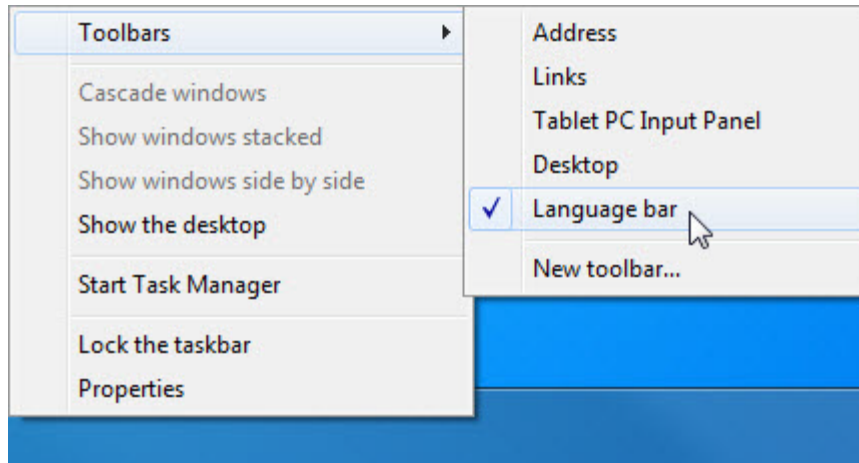 Toolbars
Cascade windows
Show windows stacked
Show windows side by side
Show the desktop
Start Task Manager
Lock the taskbar
Properties
Address
Links
Tablet PC Input Panel
Desktop
Language bar
New toolbar...